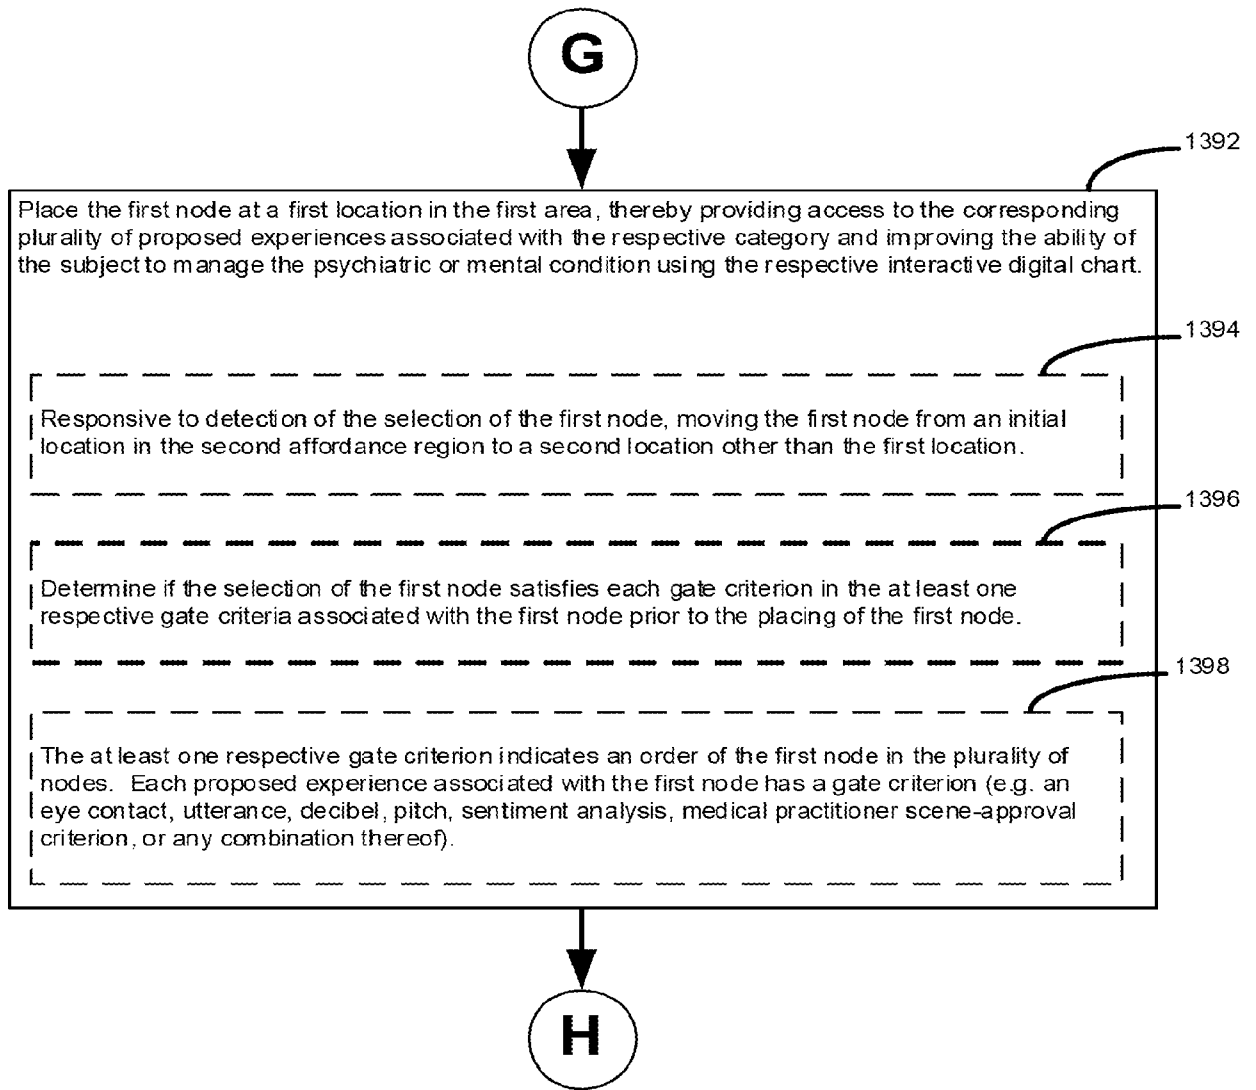 G
1392
Place the first node at a first location in the first area, thereby providing access to the corresponding
plurality of proposed experiences associated with the respective category and improving the ability of
the subject to manage the psychiatric or mental condition using the respective interactive digital chart.
1394
Responsive to detection of the selection of the first node, moving the first node from an initial
location in the second affordance region to a second location other than the first location.
1396
Determine if the selection of the first node satisfies each gate criterion in the at least one
respective gate criteria associated with the first node prior to the placing of the first node.
1398
The at least one respective gate criterion indicates an order of the first node in the plurality of
nodes.  Each proposed experience associated with the first node has a gate criterion (e.g. an
eye contact, utterance, decibel, pitch, sentiment analysis, medical practitioner scene-approval
criterion, or any combination thereof).
H